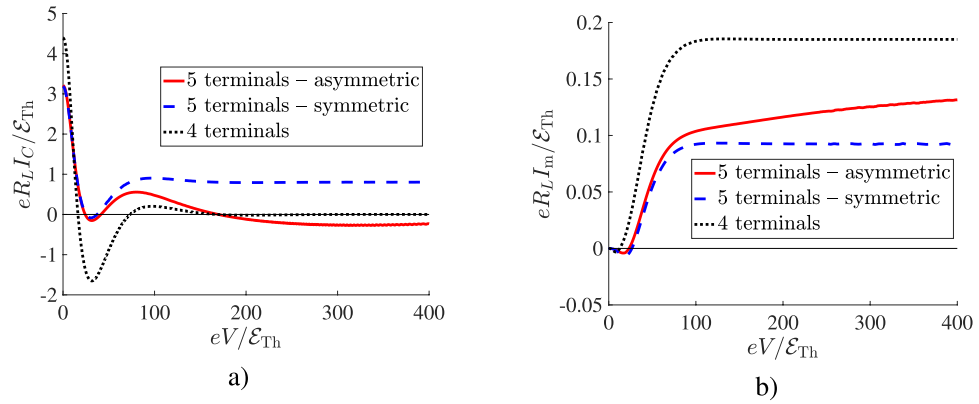 eR_L I_C/ℰ_Th
5
4
3
2
1
0
-1
-2
5 terminals – asymmetric
5 terminals – symmetric
4 terminals
0 100 200 300 400
eV/ℰ_Th
a)
eR_L I_m/ℰ_Th
0.2
0.15
0.1
0.05
0
-0.05
5 terminals – asymmetric
5 terminals – symmetric
4 terminals
0 100 200 300 400
eV/ℰ_Th
b)